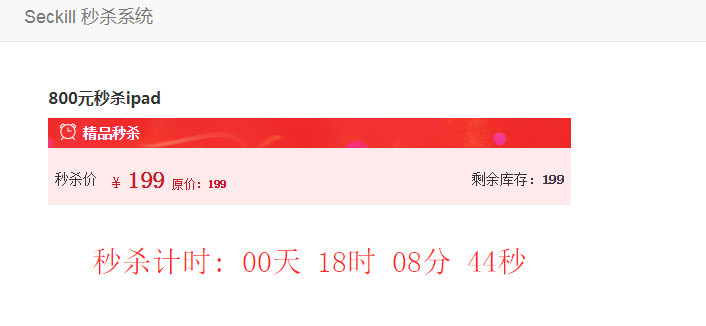 Seckill 秒杀系统
800元秒杀ipad
精品秒杀
秒杀价 ¥ 199 原价：199 剩余库存：199
秒杀计时：00天 18时 08分 44秒